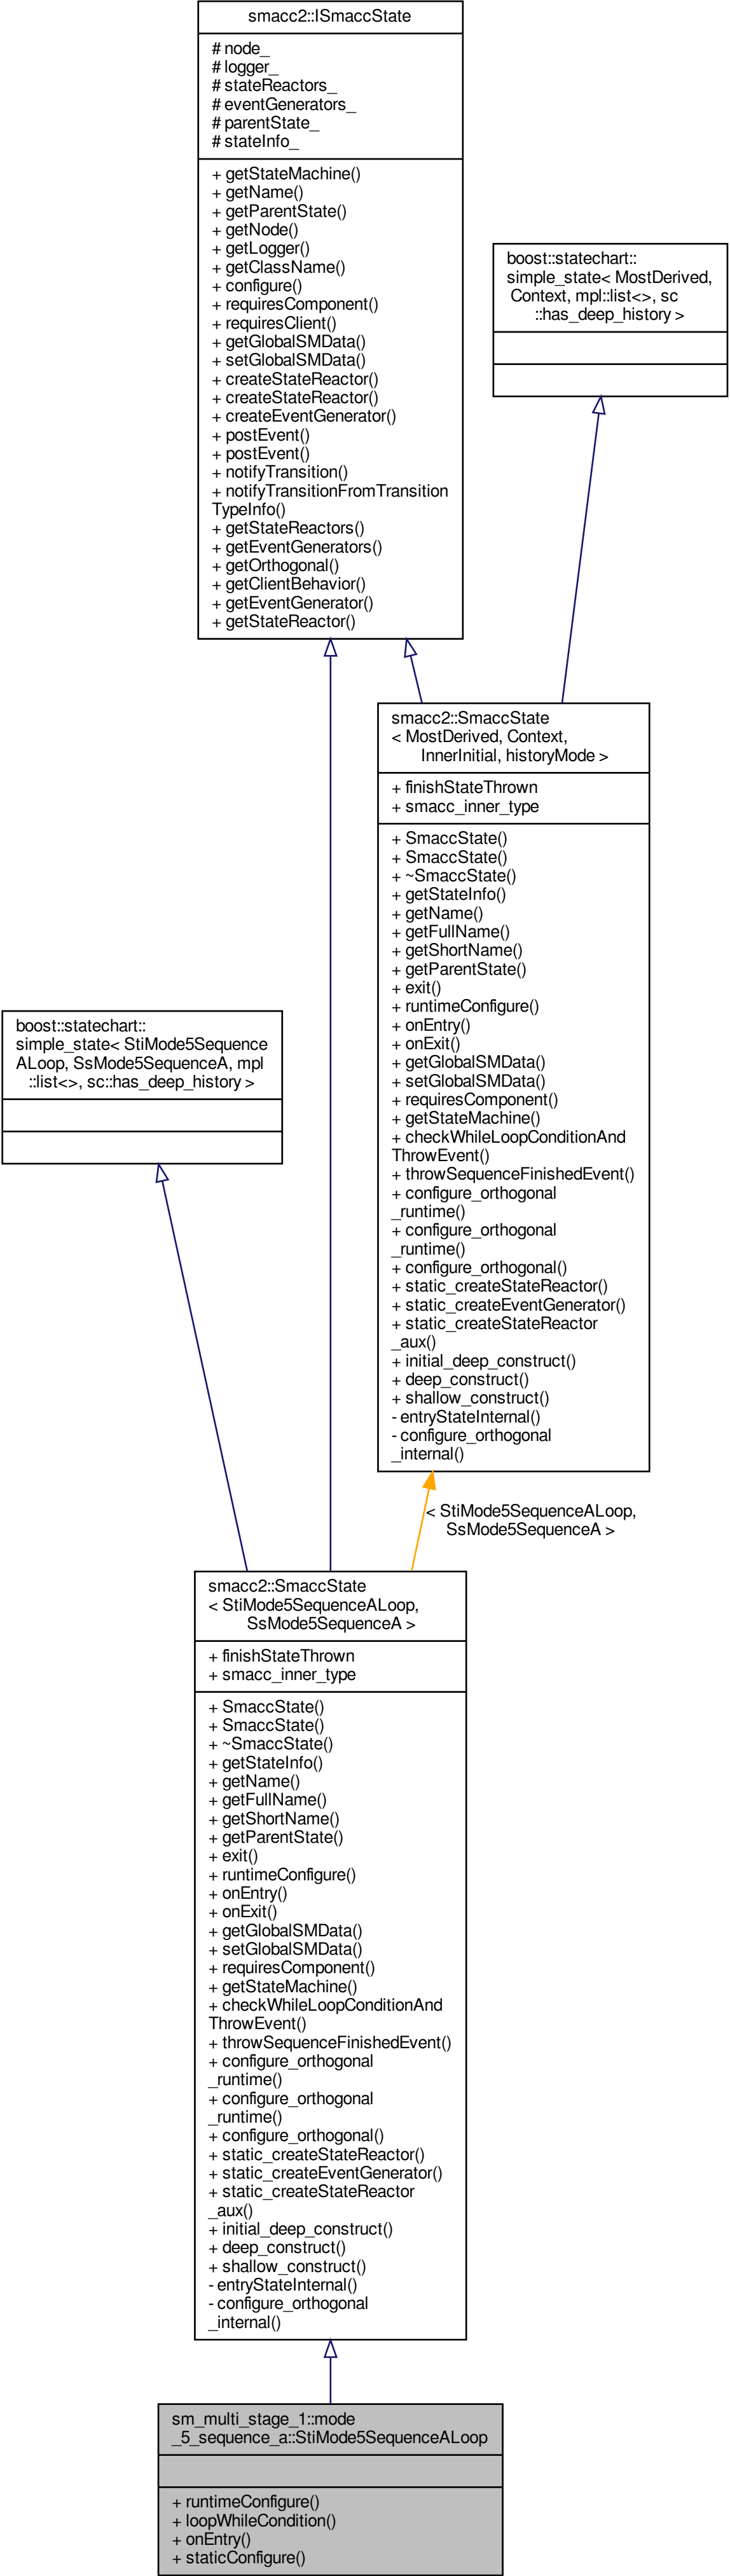 smacc2::ISmaccState
# node_
# logger_
# stateReactors_
# eventGenerators_
# parentState_
# stateInfo_
+ getStateMachine()
+ getName()
+ getParentState()
+ getNode()
+ getLogger()
+ getClassName()
+ configure()
+ requiresComponent()
+ requiresClient()
+ getGlobalSMData()
+ setGlobalSMData()
+ createStateReactor()
+ createStateReactor()
+ createEventGenerator()
+ postEvent()
+ postEvent()
+ notifyTransition()
+ notifyTransitionFromTransition
TypeInfo()
+ getStateReactors()
+ getEventGenerators()
+ getOrthogonal()
+ getClientBehavior()
+ getEventGenerator()
+ getStateReactor()
boost::statechart::
simple_state< MostDerived,
Context, mpl::list<>, sc
::has_deep_history >
smacc2::SmaccState
< MostDerived, Context,
InnerInitial, historyMode >
+ finishStateThrown
+ smacc_inner_type
+ SmaccState()
+ SmaccState()
+ ~SmaccState()
+ getStateInfo()
+ getName()
+ getFullName()
+ getShortName()
+ getParentState()
+ exit()
+ runtimeConfigure()
+ onEntry()
+ onExit()
+ getGlobalSMData()
+ setGlobalSMData()
+ requiresComponent()
+ getStateMachine()
+ checkWhileLoopConditionAnd
ThrowEvent()
+ throwSequenceFinishedEvent()
+ configure_orthogonal
_runtime()
+ configure_orthogonal
_runtime()
+ configure_orthogonal()
+ static_createStateReactor()
+ static_createEventGenerator()
+ static_createStateReactor
_aux()
+ initial_deep_construct()
+ deep_construct()
+ shallow_construct()
- entryStateInternal()
- configure_orthogonal
_internal()
boost::statechart::
simple_state< StiMode5Sequence
ALoop, SsMode5SequenceA, mpl
::list<>, sc::has_deep_history >
< StiMode5SequenceALoop,
SsMode5SequenceA >
smacc2::SmaccState
< StiMode5SequenceALoop,
SsMode5SequenceA >
+ finishStateThrown
+ smacc_inner_type
+ SmaccState()
+ SmaccState()
+ ~SmaccState()
+ getStateInfo()
+ getName()
+ getFullName()
+ getShortName()
+ getParentState()
+ exit()
+ runtimeConfigure()
+ onEntry()
+ onExit()
+ getGlobalSMData()
+ setGlobalSMData()
+ requiresComponent()
+ getStateMachine()
+ checkWhileLoopConditionAnd
ThrowEvent()
+ throwSequenceFinishedEvent()
+ configure_orthogonal
_runtime()
+ configure_orthogonal
_runtime()
+ configure_orthogonal()
+ static_createStateReactor()
+ static_createEventGenerator()
+ static_createStateReactor
_aux()
+ initial_deep_construct()
+ deep_construct()
+ shallow_construct()
- entryStateInternal()
- configure_orthogonal
_internal()
sm_multi_stage_1::mode
_5_sequence_a::StiMode5SequenceALoop
+ runtimeConfigure()
+ loopWhileCondition()
+ onEntry()
+ staticConfigure()